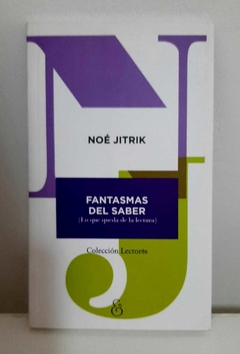 NOÉ JITRIK
FANTASMAS
DEL SABER
(Lo que queda de la lectura)
Colección Lectores